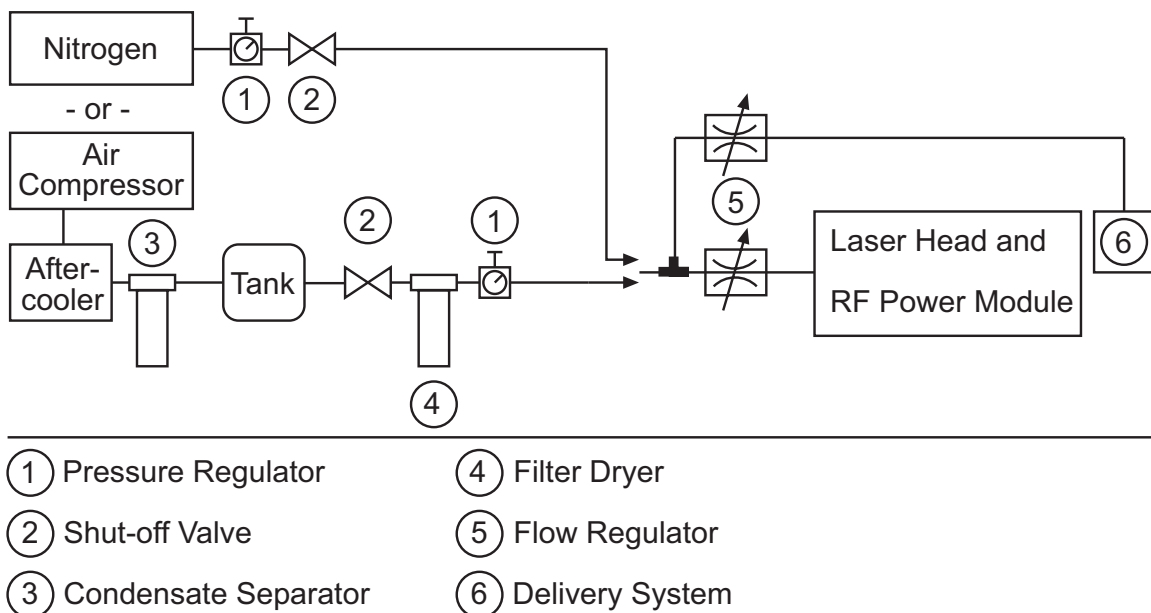 Nitrogen
1
2
- or -
Air
Compressor
3
2
1
5
After-
cooler
Tank
Laser Head and
RF Power Module
6
4
1 Pressure Regulator
4 Filter Dryer
2 Shut-off Valve
5 Flow Regulator
3 Condensate Separator
6 Delivery System